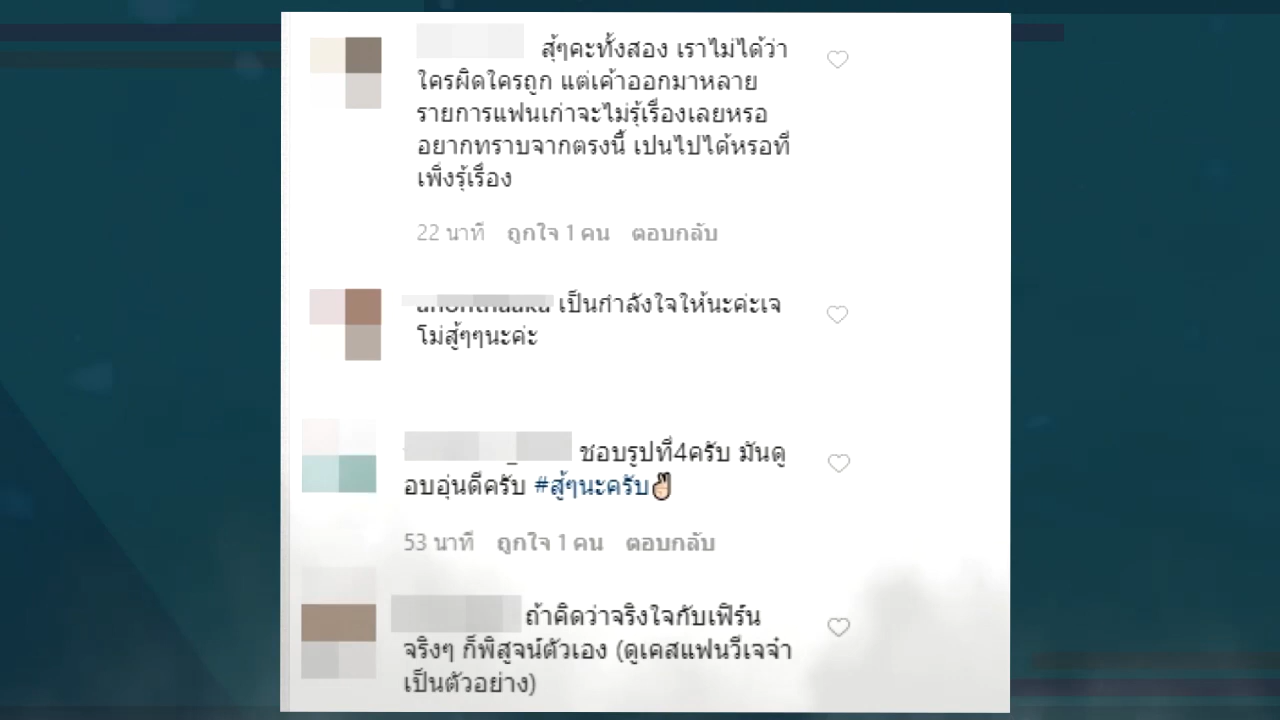 สู้ๆคะทั้งสอง เราไม่ได้ว่า
ใครผิดใครถูก แต่เค้าออกมาหลาย
รายการแฟนเก่าจะไม่รุ้เรื่องเลยหรอ
อยากทราบจากตรงนี้ เปนไปได้หรอที่
เพิ่งรุ้เรื่อง
22 นาที ถูกใจ 1 คน ตอบกลับ
เป็นกำลังใจให้นะค่ะเจ
โม่สู้ๆๆนะค่ะ
ชอบรูปที่4ครับ มันดู
อบอุ่นดีครับ #สู้ๆนะครับ✌🏻
53 นาที ถูกใจ 1 คน ตอบกลับ
ถ้าคิดว่าจริงใจกับเฟิร์น
จริงๆ ก็พิสูจน์ตัวเอง (ดูเคสแฟนวีเจจ๋า
เป็นตัวอย่าง)